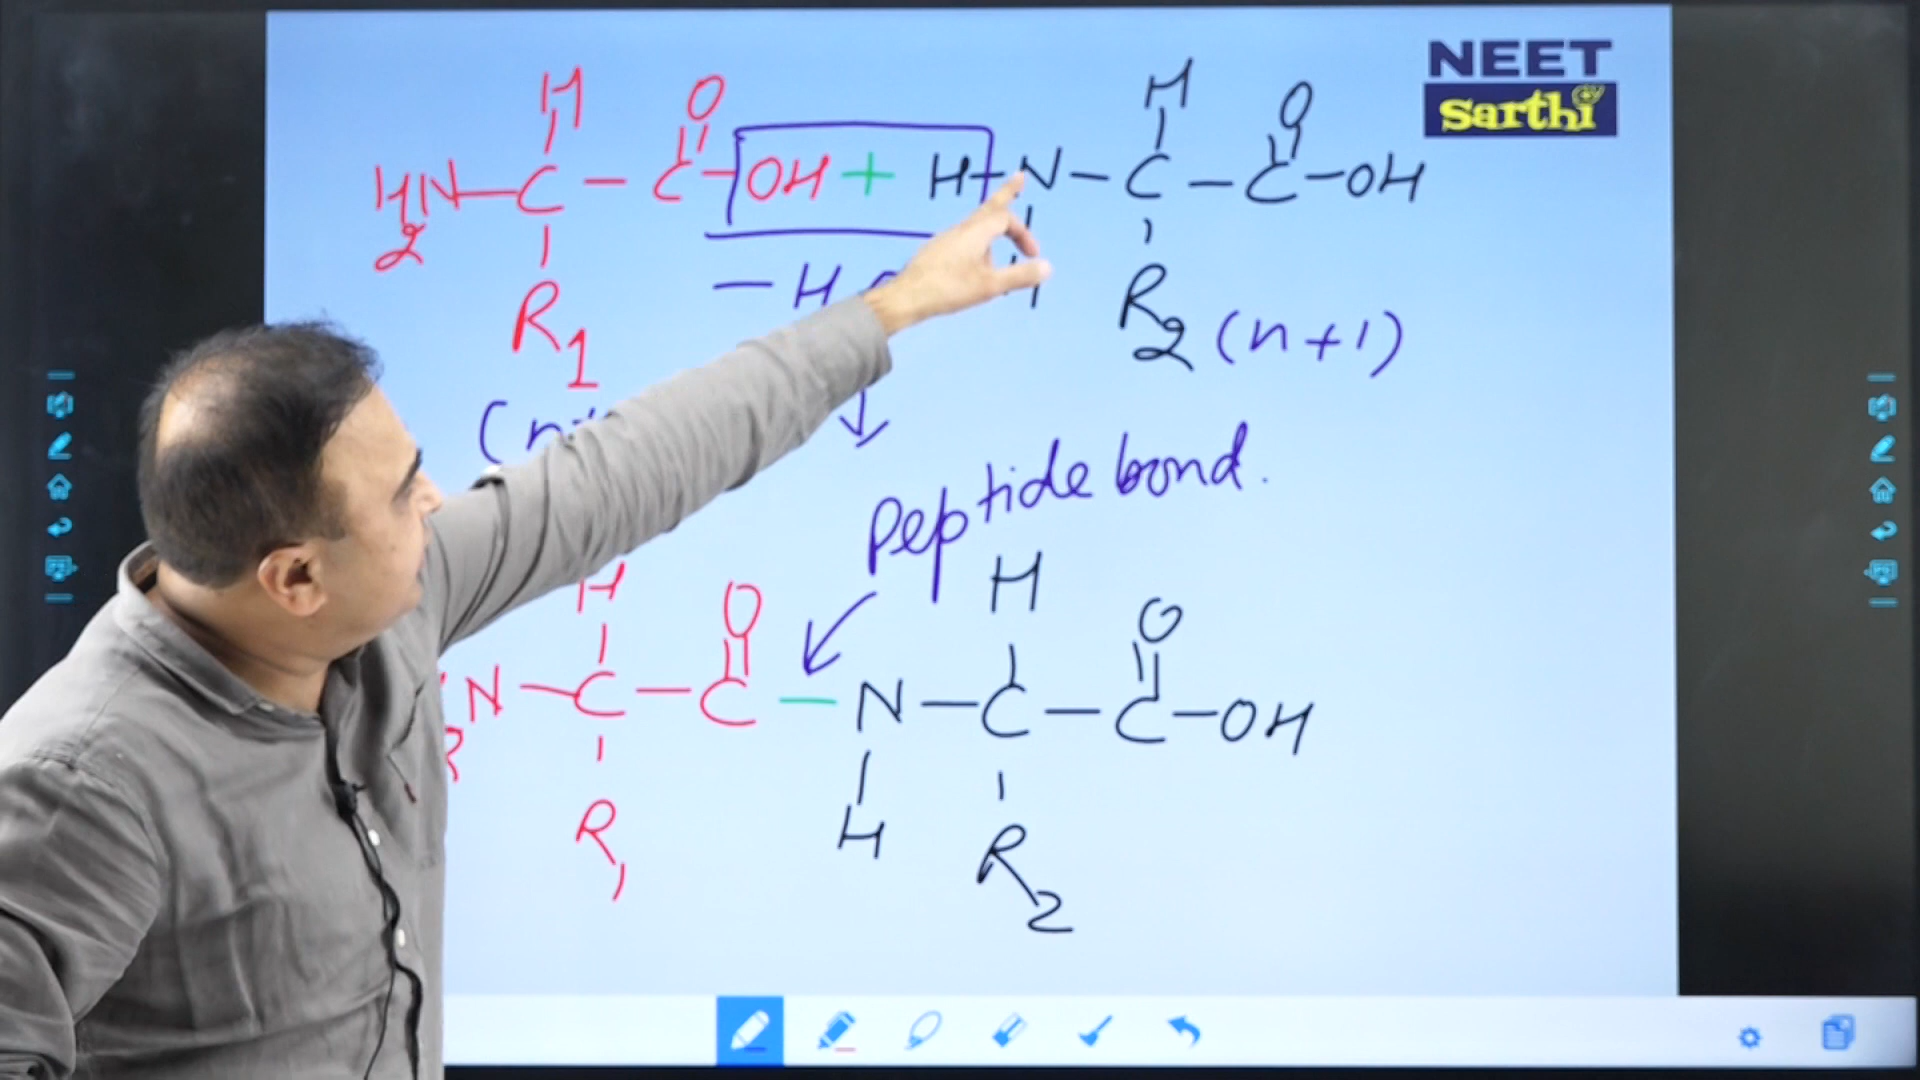 NEET
Sarthi
H O H O
H2N-C-C-OH + H-N-C-C-OH
- H
R1 R2 (n+1)
(n
Peptide bond.
H O H O
N-C-C-N-C-C-OH
H
R1 R2